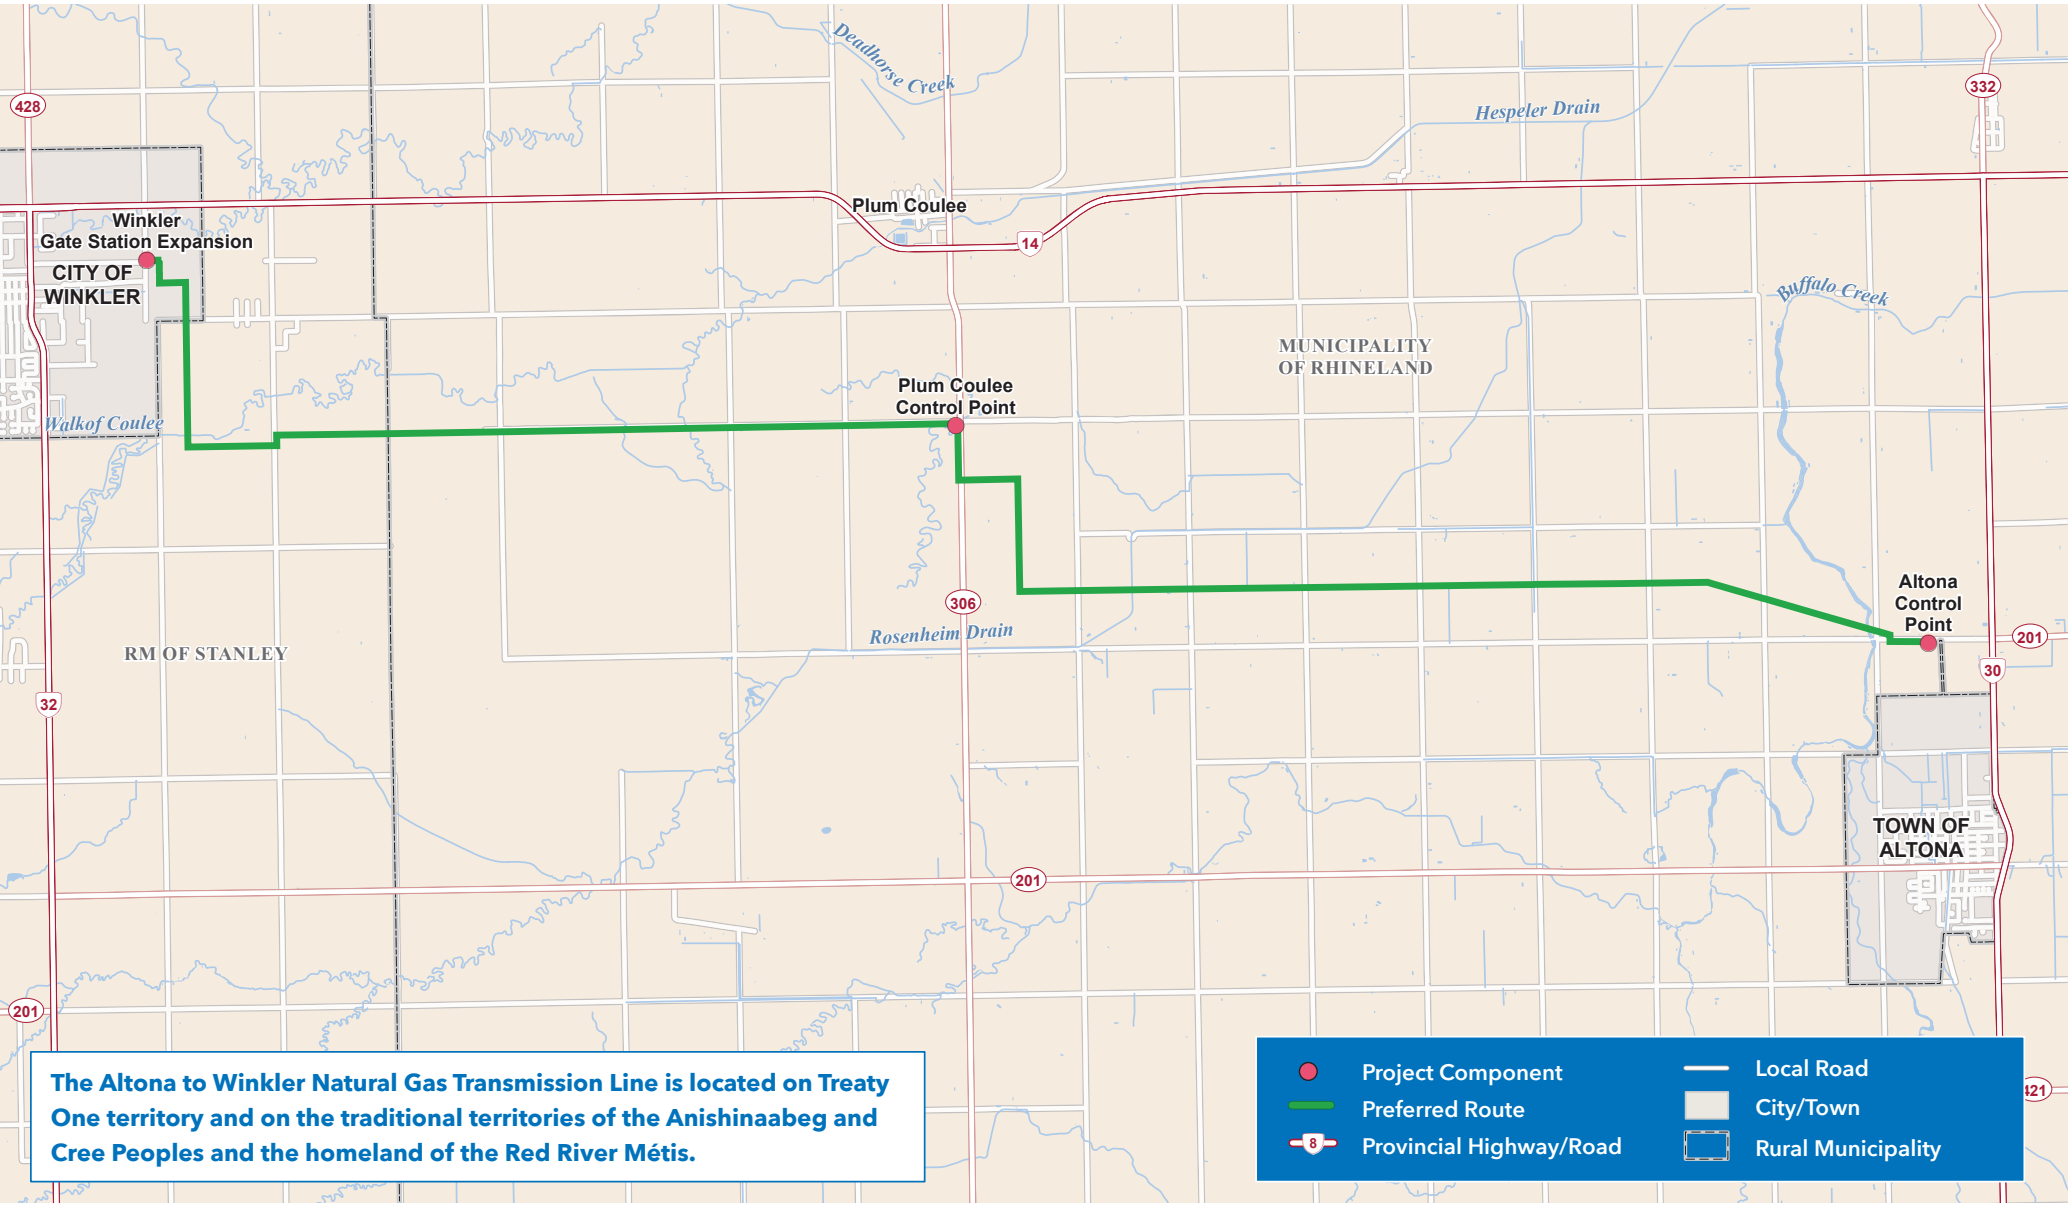 Deadhorse Creek
428
332
Hespeler Drain
Winkler
Gate Station Expansion
Plum Coulee
14
CITY OF
WINKLER
Buffalo Creek
MUNICIPALITY
OF RHINELAND
Plum Coulee
Control Point
Walkof Coulee
Altona
Control
Point
306
Rosenheim Drain
201
RM OF STANLEY
30
32
TOWN OF
ALTONA
201
201
421
The Altona to Winkler Natural Gas Transmission Line is located on Treaty
One territory and on the traditional territories of the Anishinaabeg and
Cree Peoples and the homeland of the Red River Métis.
Project Component
Preferred Route
8
Provincial Highway/Road
Local Road
City/Town
Rural Municipality